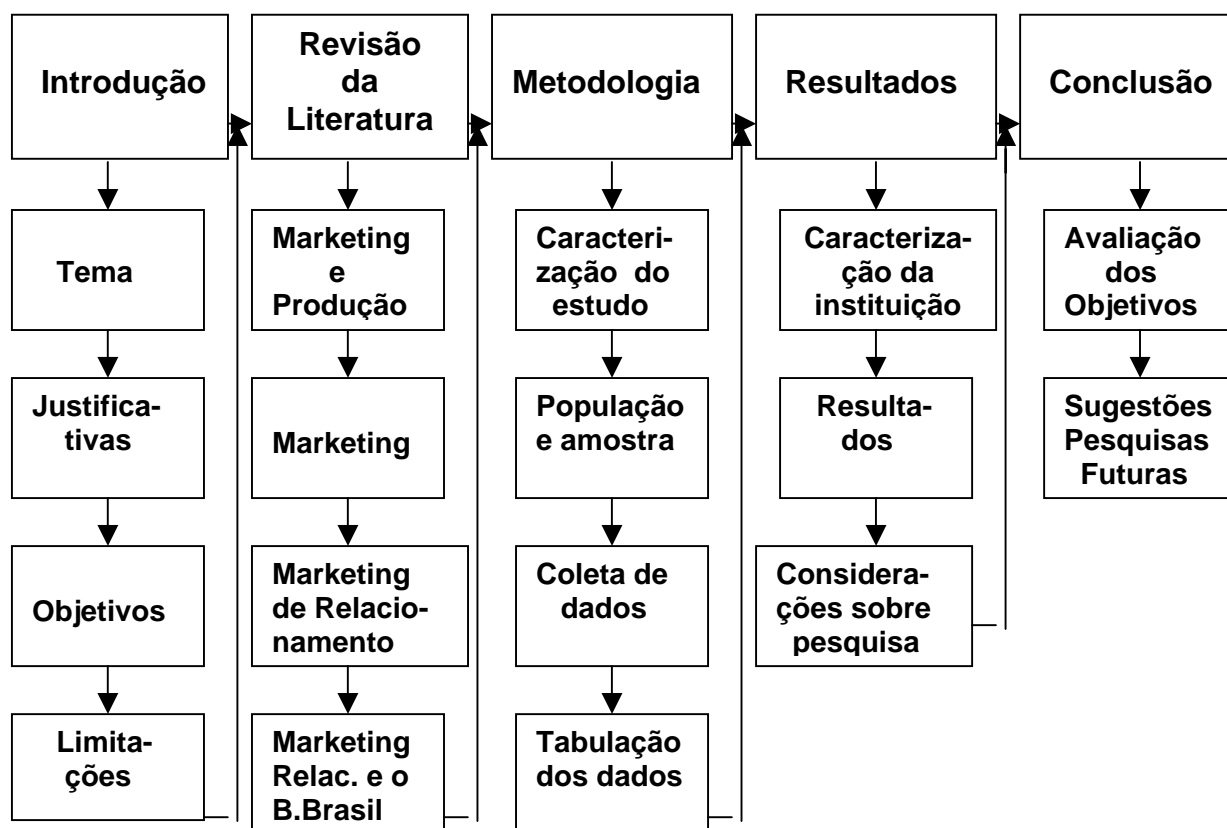 Introdução
Revisão
da
Literatura
Metodologia
Resultados
Conclusão
Tema
Marketing
e
Produção
Caracteri-
zação do
estudo
Caracteriza-
ção da
instituição
Avaliação
dos
Objetivos
Justifica-
tivas
Marketing
População
e amostra
Resulta-
dos
Sugestões
Pesquisas
Futuras
Objetivos
Marketing
de Relacio-
namento
Coleta de
dados
Considera-
ções sobre
pesquisa
Limita-
ções
Marketing
Relac. e o
B.Brasil
Tabulação
dos dados